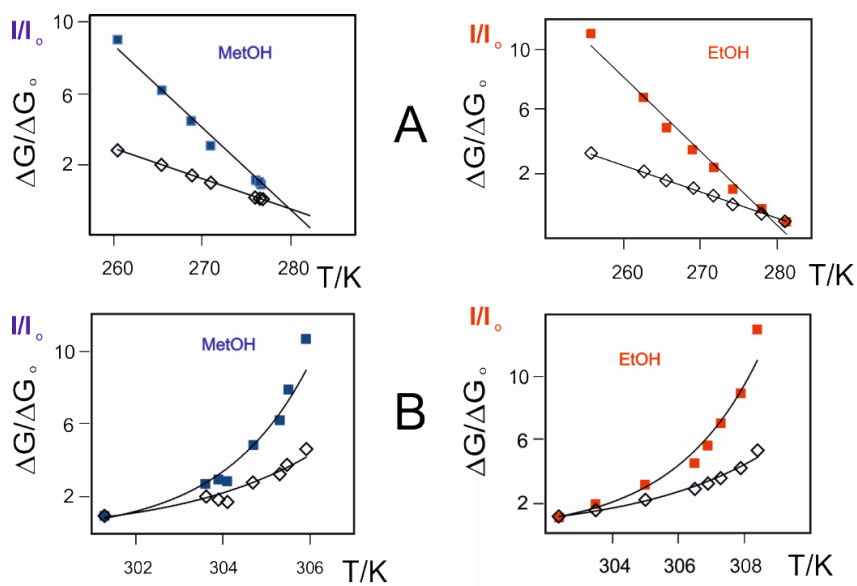 I/Iₒ
ΔG/ΔGₒ
MetOH
10
6
2
260 270 280 T/K
A
I/Iₒ
ΔG/ΔGₒ
EtOH
10
6
2
260 270 280 T/K
I/Iₒ
ΔG/ΔGₒ
MetOH
10
6
2
302 304 306 T/K
B
I/Iₒ
ΔG/ΔGₒ
EtOH
10
6
2
304 306 308 T/K